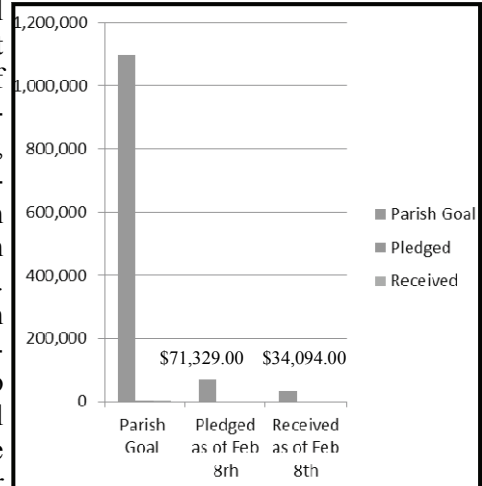 1,200,000
1,000,000
800,000
600,000
400,000
200,000
0
$71,329.00 $34,094.00
Parish Goal
Pledged as of Feb 8rh
Received as of Feb 8th
Parish Goal
Pledged
Received